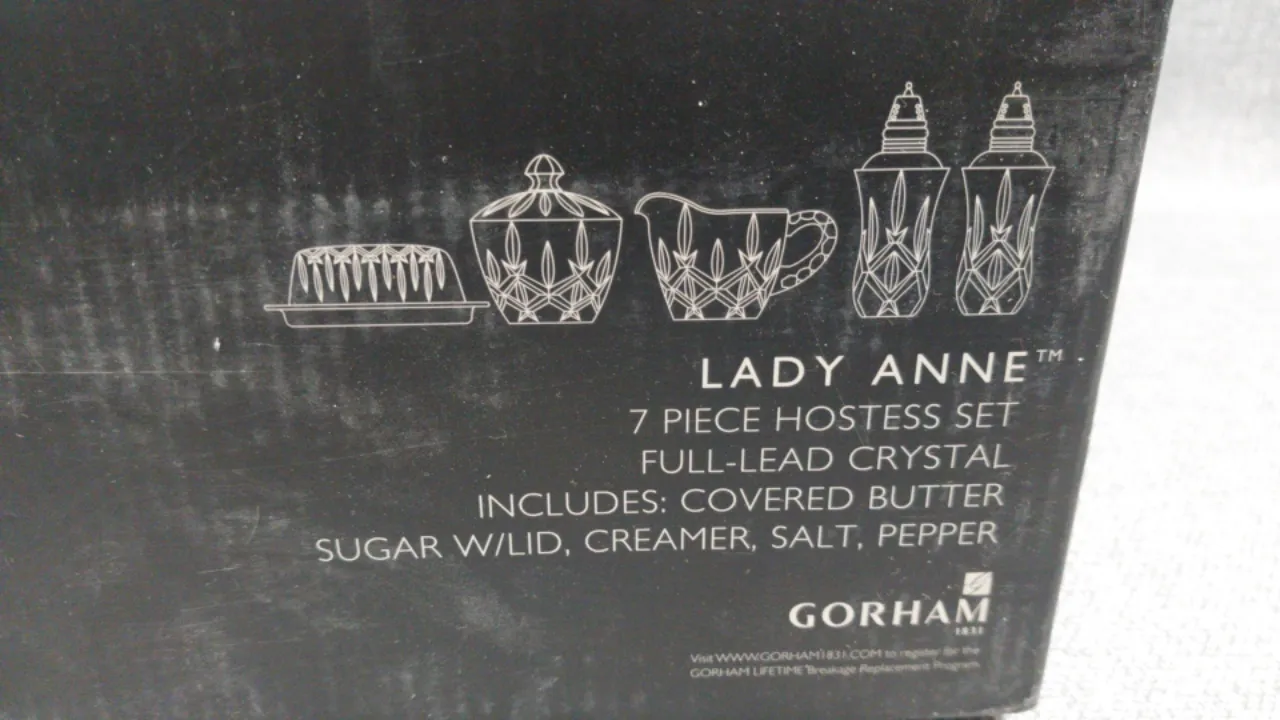 LADY ANNE™
7 PIECE HOSTESS SET
FULL-LEAD CRYSTAL
INCLUDES: COVERED BUTTER
SUGAR W/LID, CREAMER, SALT, PEPPER
GORHAM
1831
Visit WWW.GORHAM1831.COM to register for the
GORHAM LIFETIME Breakage Replacement Program